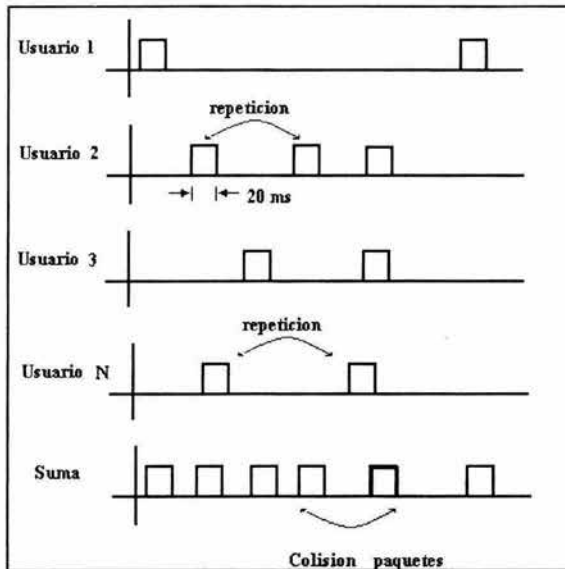 Usuario 1
repeticion
Usuario 2
20 ms
Usuario 3
repeticion
Usuario N
Suma
Colision paquetes